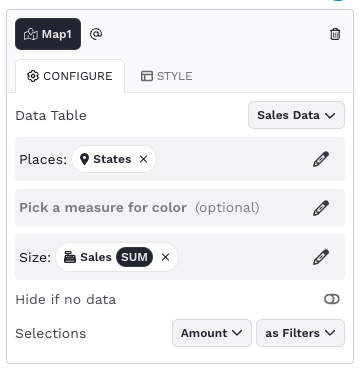 Map1 @
CONFIGURE STYLE
Data Table Sales Data
Places: States ×
Pick a measure for color (optional)
Size: Sales SUM ×
Hide if no data
Selections Amount as Filters